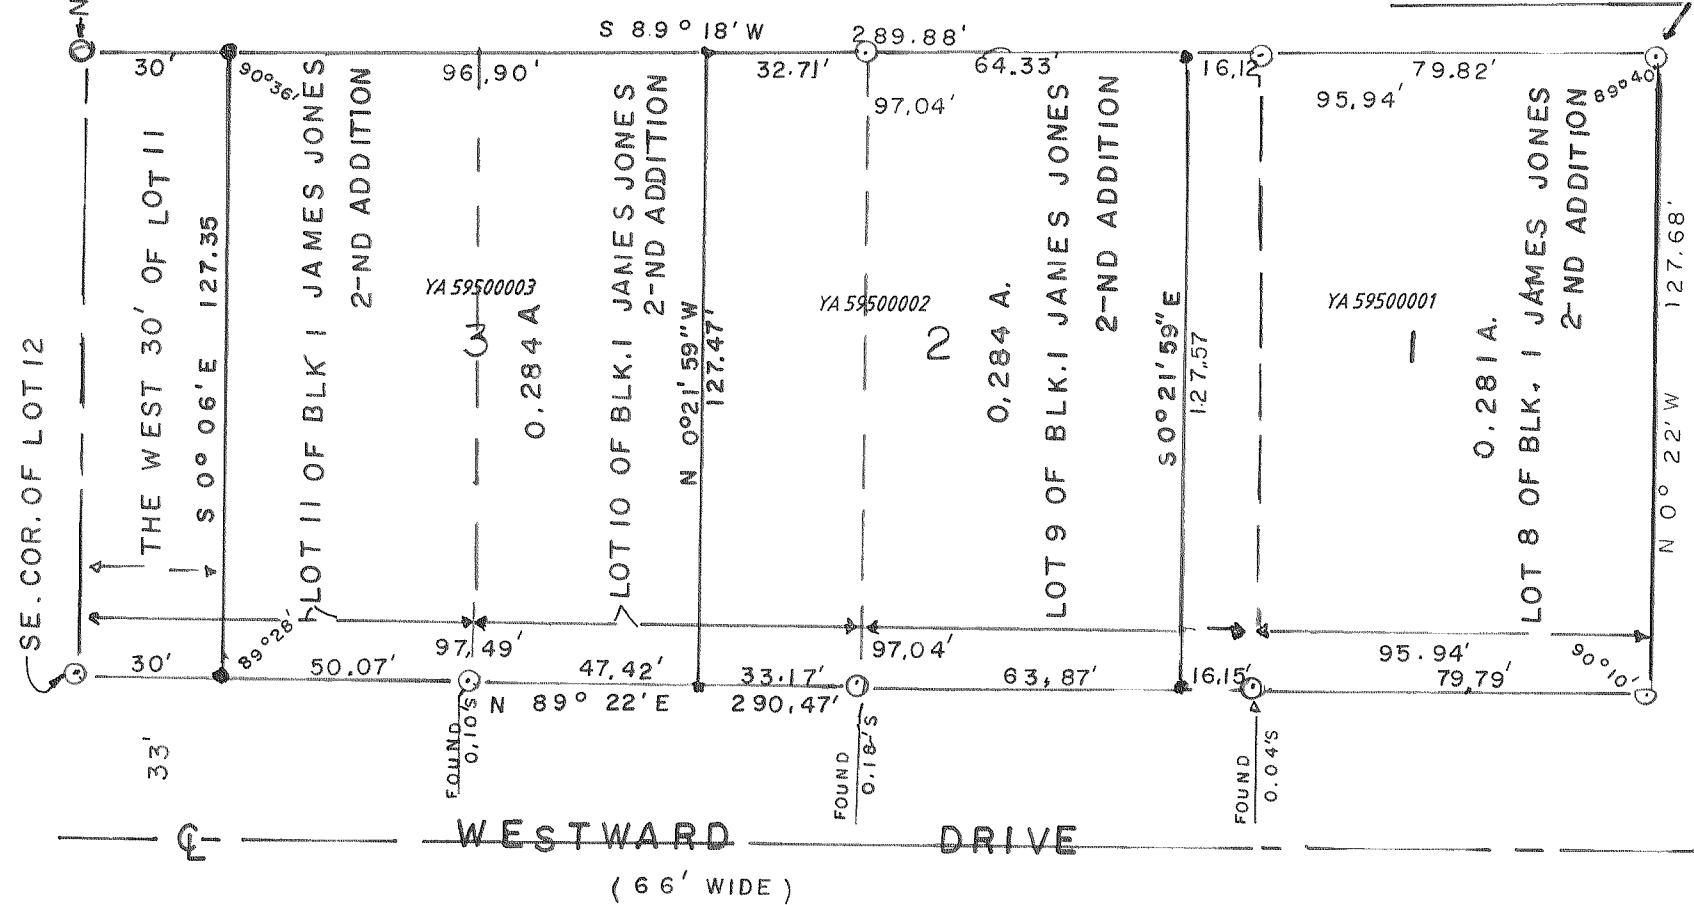 N
S 89° 18' W
289.88'
30'
96.90'
32.71'
64.33'
16.12
79.82'
90°36'
97.04'
95.94'
89°40'
SE. COR. OF LOT 12
THE WEST 30' OF LOT 11
S 0° 06' E 127.35
LOT 11 OF BLK 1 JAMES JONES
2-ND ADDITION
YA 59500003
3
0.284 A
LOT 10 OF BLK. 1 JAMES JONES
2-ND ADDITION
N 0°21'59"W
127.47'
YA 59500002
2
0.284 A.
LOT 9 OF BLK. 1 JAMES JONES
2-ND ADDITION
S 0°21'59"E
127.57
YA 59500001
1
0.281 A.
LOT 8 OF BLK. 1 JAMES JONES
2-ND ADDITION
N 0° 22' W 127.68'
30'
89°28'
50.07'
97.49'
47.42'
33.17'
97.04'
63.87'
16.15'
95.94'
79.79'
90°10'
N 89° 22' E
290.47'
33'
FOUND
0.10'S
FOUND
0.18'S
FOUND
0.04'S
CL
WESTWARD DRIVE
(66' WIDE)